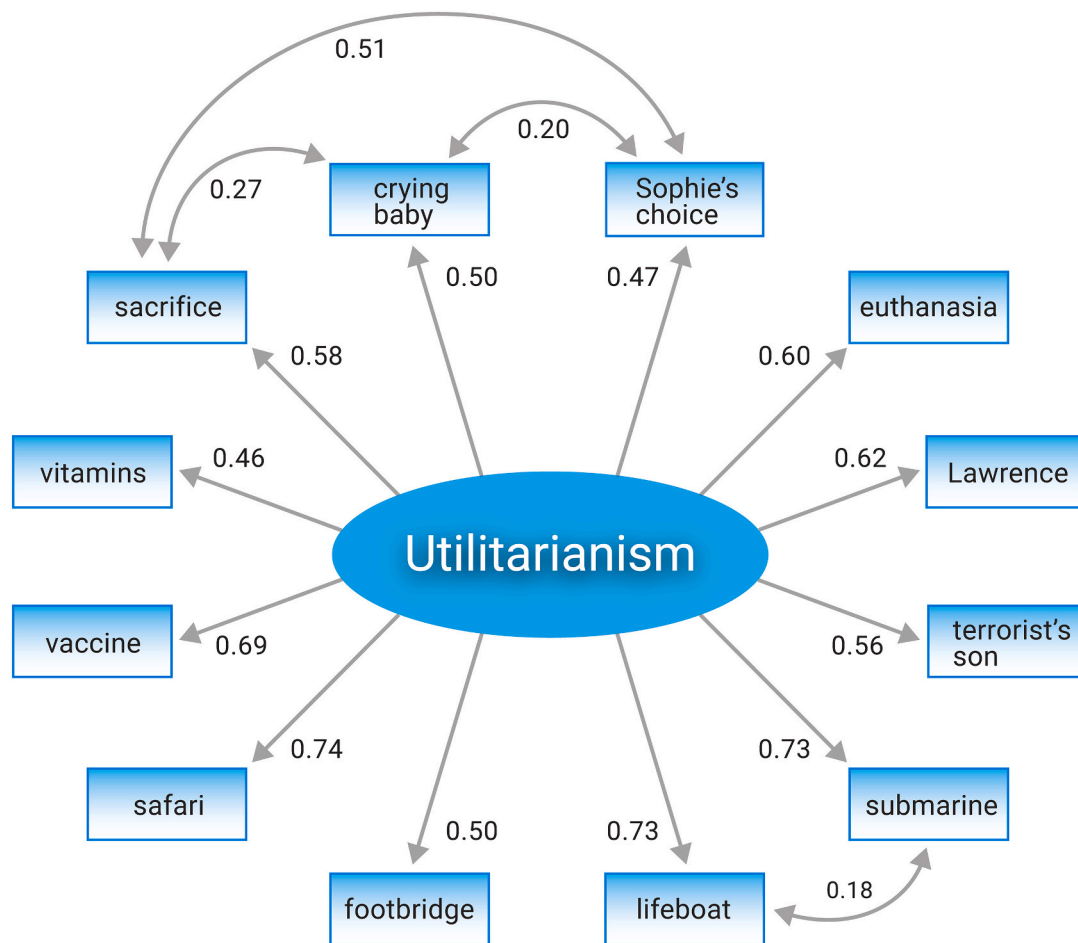 0.51
0.20
0.27
crying
baby
Sophie's
choice
sacrifice
0.50
0.47
euthanasia
0.58
0.60
vitamins
0.46
0.62
Lawrence
Utilitarianism
vaccine
0.69
0.56
terrorist's
son
safari
0.74
0.73
submarine
footbridge
0.50
0.73
lifeboat
0.18